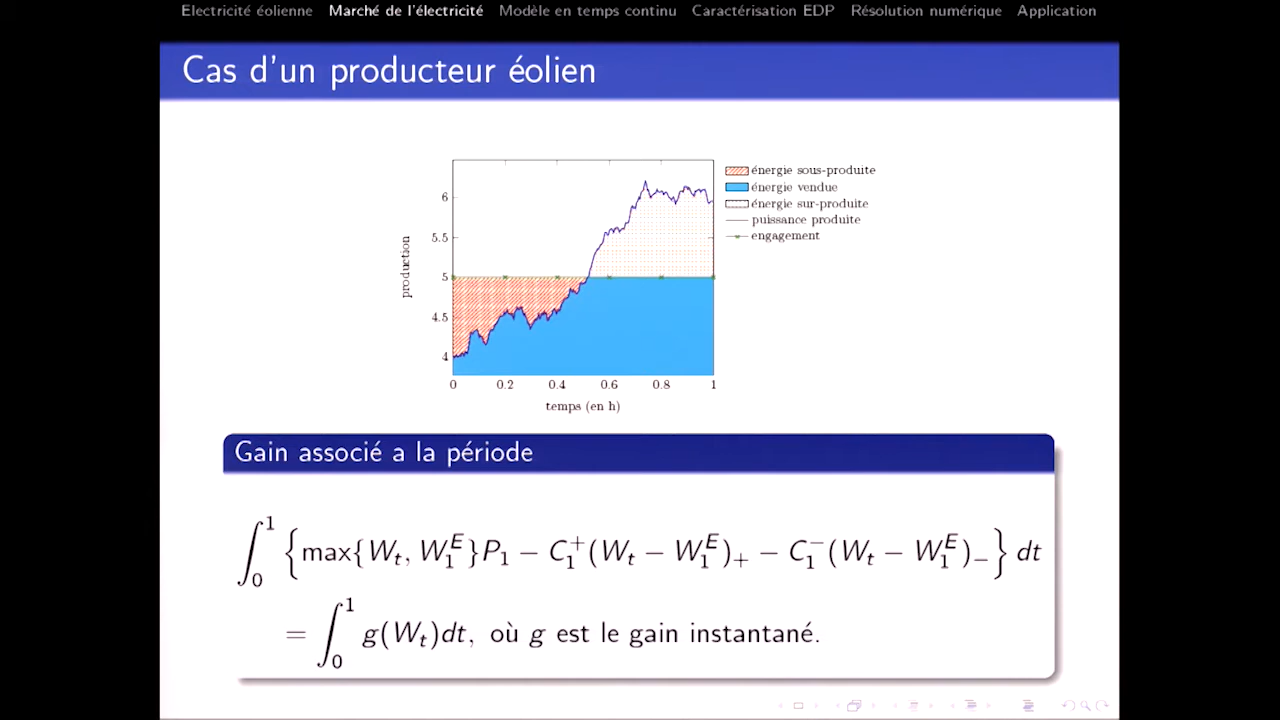 Electricité éolienne Marché de l'électricité Modèle en temps continu Caractérisation EDP Résolution numérique Application
Cas d'un producteur éolien
énergie sous-produite
énergie vendue
énergie sur-produite
puissance produite
engagement
production
6
5.5
5
4.5
4
0 0.2 0.4 0.6 0.8 1
temps (en h)
Gain associé a la période
∫₀¹ {max{W_t, W_1^E}P_1 − C_1^+(W_t − W_1^E)_+ − C_1^−(W_t − W_1^E)_−} dt
= ∫₀¹ g(W_t)dt, où g est le gain instantané.